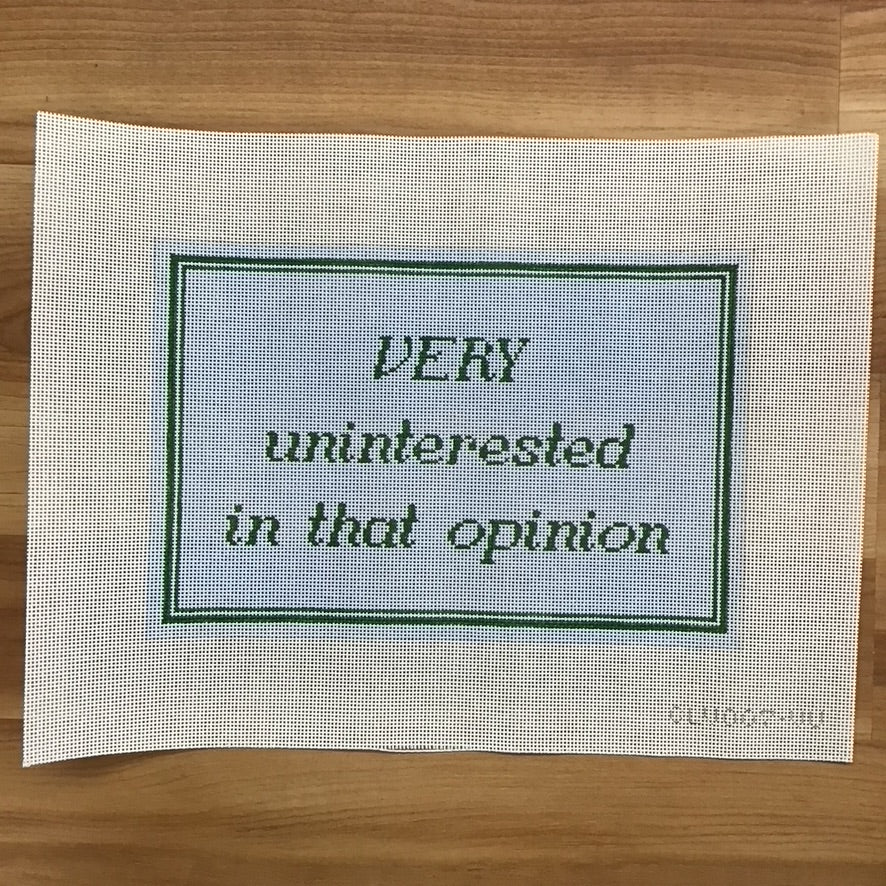 VERY
uninterested
in that opinion